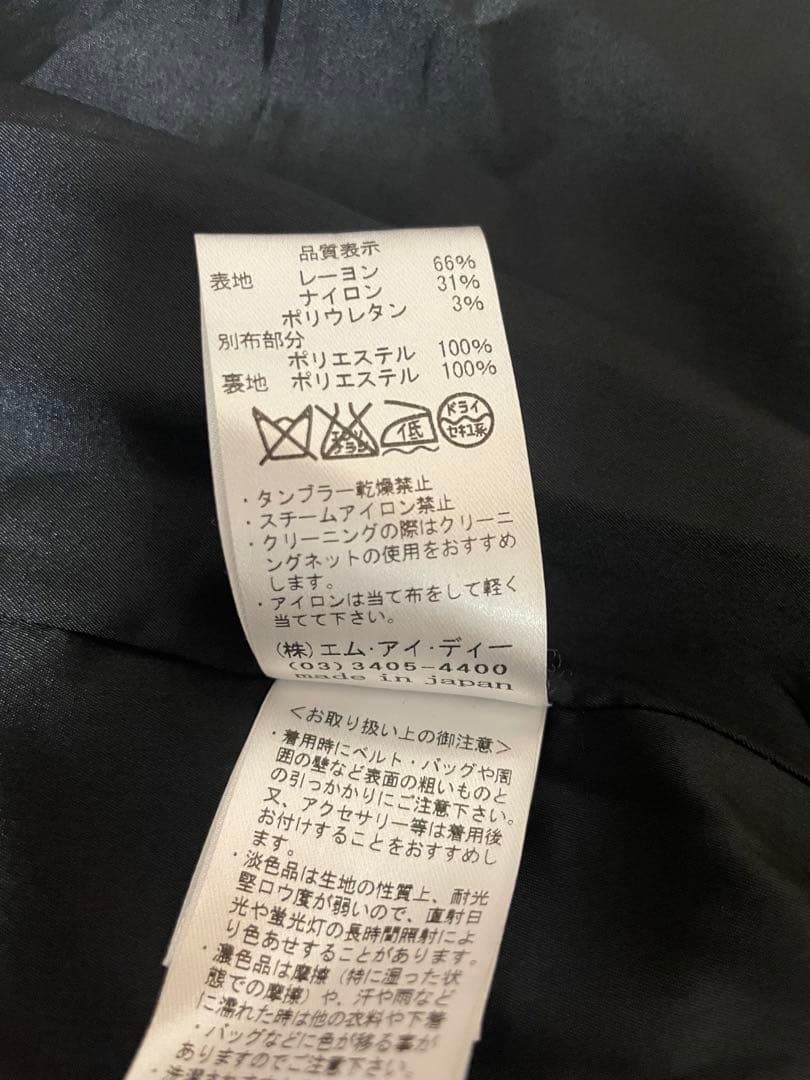 品質表示
表地 レーヨン 66%
ナイロン 31%
ポリウレタン 3%
別布部分
ポリエステル 100%
裏地 ポリエステル 100%
エンソ
サラシ
低
ドライ
セキユ系
・タンブラー乾燥禁止
・スチームアイロン禁止
・クリーニングの際はクリーニ
ングネットの使用をおすすめ
します。
・アイロンは当て布をして軽く
当てて下さい。
(株)エム・アイ・ディー
(03)3405-4400
made in japan
<お取り扱い上の御注意>
・着用時にベルト・バッグや周
囲の壁など表面の粗いものと
の引っかかりにご注意下さい。
又、アクセサリー等は着用後
お付けすることをおすすめし
ます。
・淡色品は生地の性質上、耐光
堅ロウ度が弱いので、直射日
光や蛍光灯の長時間照射によ
り色あせすることがあります。
・濃色品は摩擦(特に湿った状
態での摩擦)や、汗や雨などに
に濡れた時は他の衣料や下着
・バッグなどに色が移る事が
ありますのでご注意下さい。